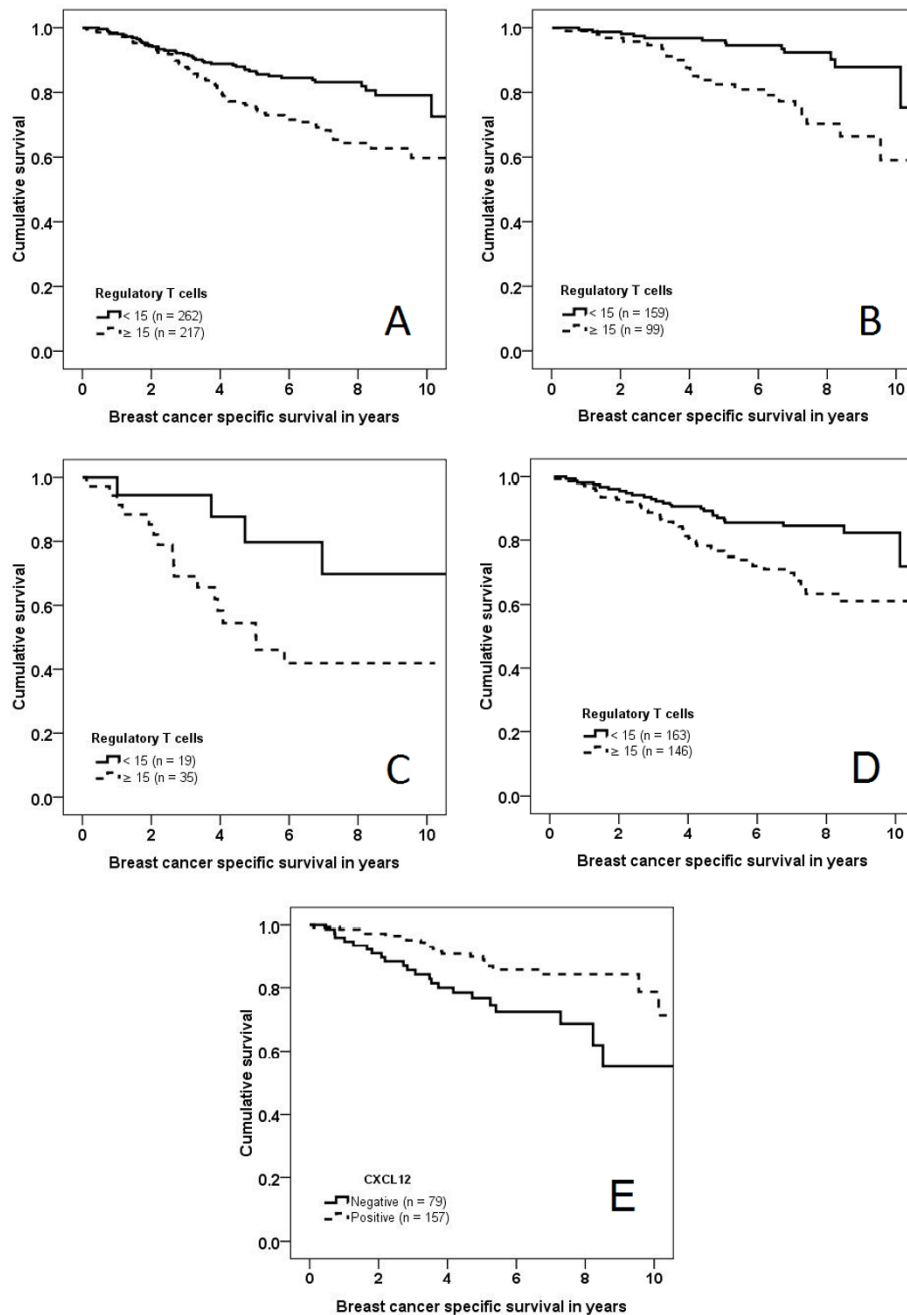 1.0
0.8
0.6
0.4
0.2
0.0
Cumulative survival
Regulatory T cells
< 15 (n = 262)
≥ 15 (n = 217)
A
0 2 4 6 8 10
Breast cancer specific survival in years
1.0
0.8
0.6
0.4
0.2
0.0
Cumulative survival
Regulatory T cells
< 15 (n = 159)
≥ 15 (n = 99)
B
0 2 4 6 8 10
Breast cancer specific survival in years
1.0
0.8
0.6
0.4
0.2
0.0
Cumulative survival
Regulatory T cells
< 15 (n = 19)
≥ 15 (n = 35)
C
0 2 4 6 8 10
Breast cancer specific survival in years
1.0
0.8
0.6
0.4
0.2
0.0
Cumulative survival
Regulatory T cells
< 15 (n = 163)
≥ 15 (n = 146)
D
0 2 4 6 8 10
Breast cancer specific survival in years
1.0
0.8
0.6
0.4
0.2
0.0
Cumulative survival
CXCL12
Negative (n = 79)
Positive (n = 157)
E
0 2 4 6 8 10
Breast cancer specific survival in years